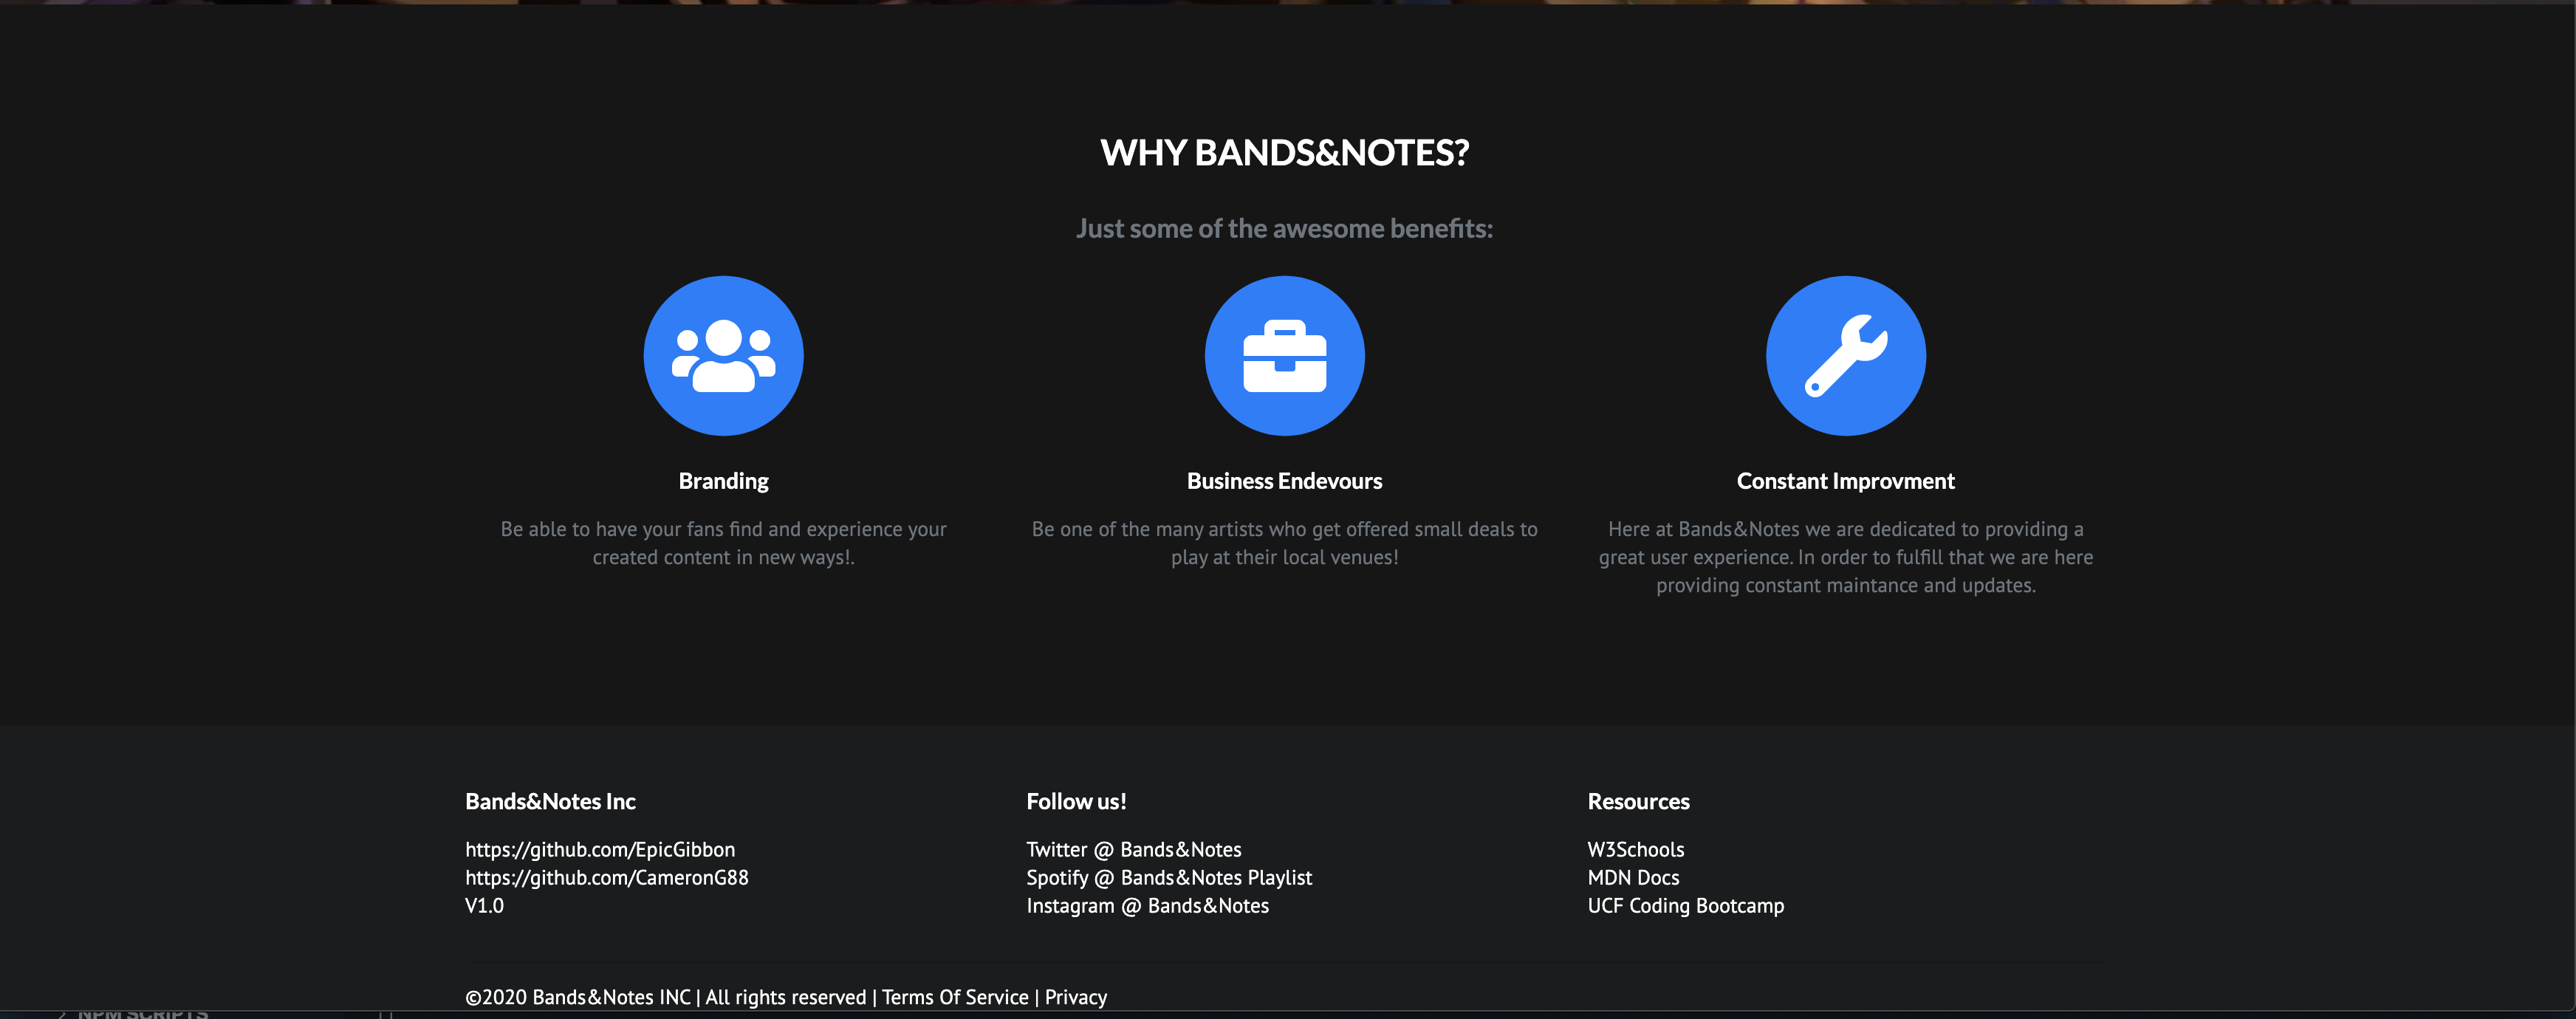 WHY BANDS&NOTES?
Just some of the awesome benefits:
Branding
Be able to have your fans find and experience your
created content in new ways!.
Business Endevours
Be one of the many artists who get offered small deals to
play at their local venues!
Constant Improvment
Here at Bands&Notes we are dedicated to providing a
great user experience. In order to fulfill that we are here
providing constant maintance and updates.
Bands&Notes Inc
https://github.com/EpicGibbon
https://github.com/CameronG88
V1.0
Follow us!
Twitter @ Bands&Notes
Spotify @ Bands&Notes Playlist
Instagram @ Bands&Notes
Resources
W3Schools
MDN Docs
UCF Coding Bootcamp
©2020 Bands&Notes INC | All rights reserved | Terms Of Service | Privacy
NPM SCRIPTS